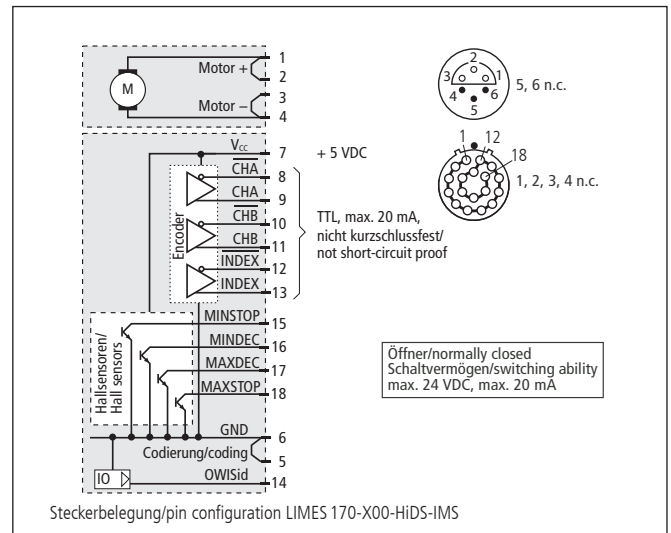 Motor +
1
2
M
Motor –
3
4
2
3
1
4
6
5
5, 6 n.c.
Vcc
7
+ 5 VDC
CHA
8
CHA
9
CHB
10
CHB
11
INDEX
12
INDEX
13
Encoder
TTL, max. 20 mA,
nicht kurzschlussfest/
not short-circuit proof
1
12
18
1, 2, 3, 4 n.c.
Hallsensoren/
Hall sensors
MINSTOP
15
MINDEC
16
MAXDEC
17
MAXSTOP
18
Öffner/normally closed
Schaltvermögen/switching ability
max. 24 VDC, max. 20 mA
GND
6
Codierung/coding
5
IO
OWISid
14
Steckerbelegung/pin configuration LIMES 170-X00-HiDS-IMS